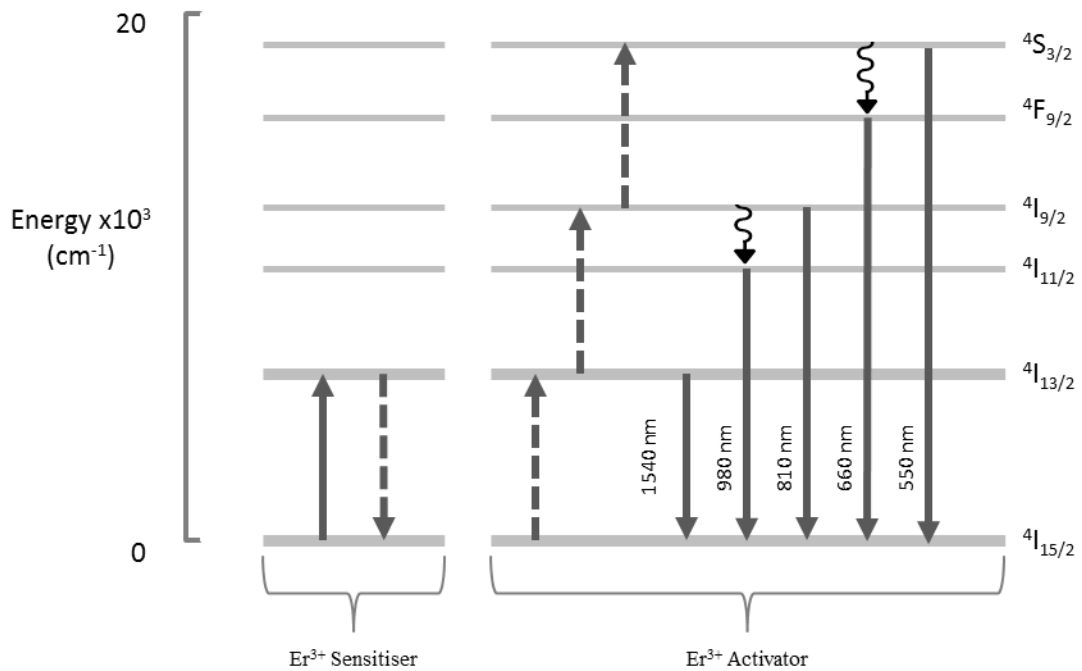 20
⁴S₃/₂
⁴F₉/₂
Energy x10³
(cm⁻¹)
⁴I₉/₂
⁴I₁₁/₂
⁴I₁₃/₂
1540 nm
980 nm
810 nm
660 nm
550 nm
0
⁴I₁₅/₂
Er³⁺ Sensitiser
Er³⁺ Activator